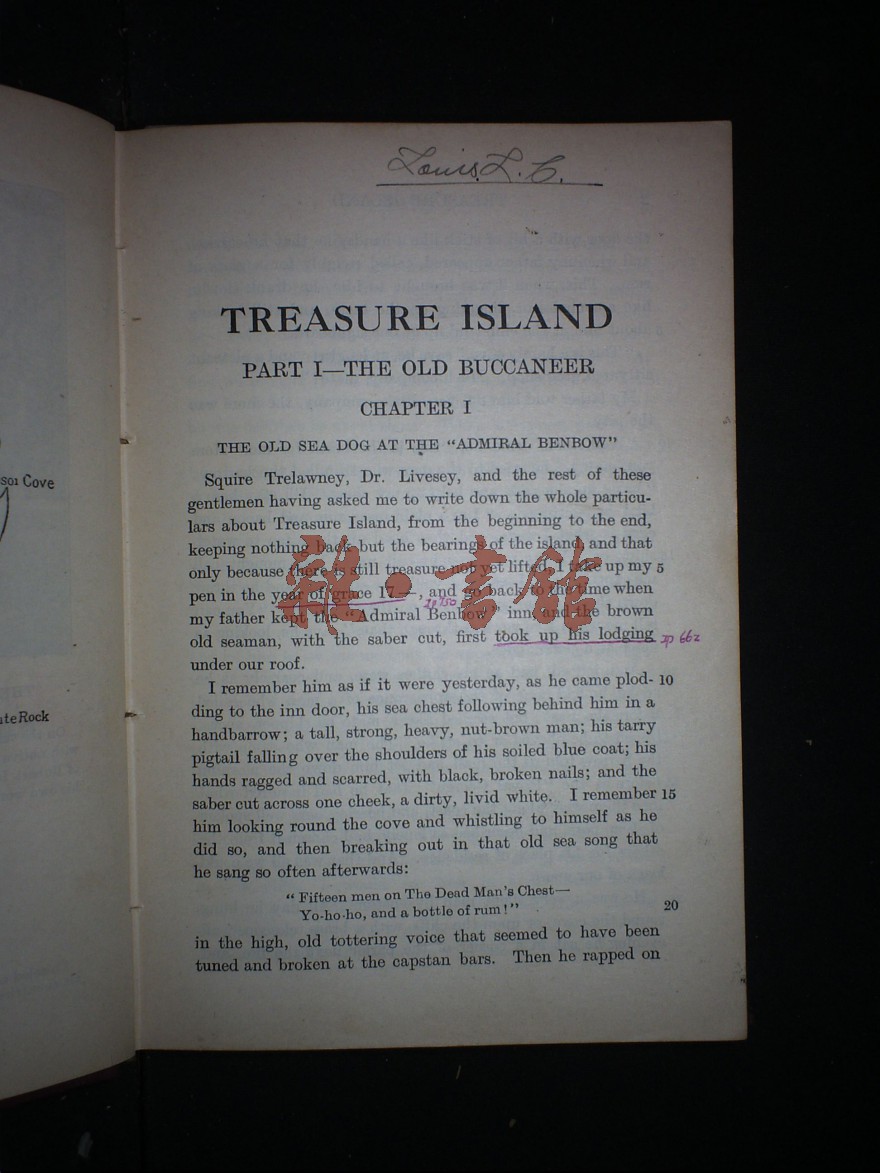 Louis. L. C.
TREASURE ISLAND
PART I—THE OLD BUCCANEER
CHAPTER I
THE OLD SEA DOG AT THE "ADMIRAL BENBOW"
Squire Trelawney, Dr. Livesey, and the rest of these
gentlemen having asked me to write down the whole particu-
lars about Treasure Island, from the beginning to the end,
keeping nothing back but the bearings of the island, and that
only because there is still treasure not yet lifted, I take up my 5
pen in the year of grace 17—, and go back to the time when
my father kept the "Admiral Benbow" inn, and the brown
old seaman, with the saber cut, first took up his lodging
under our roof.
I remember him as if it were yesterday, as he came plod- 10
ding to the inn door, his sea chest following behind him in a
handbarrow; a tall, strong, heavy, nut-brown man; his tarry
pigtail falling over the shoulders of his soiled blue coat; his
hands ragged and scarred, with black, broken nails; and the
saber cut across one cheek, a dirty, livid white. I remember 15
him looking round the cove and whistling to himself as he
did so, and then breaking out in that old sea song that
he sang so often afterwards:
"Fifteen men on The Dead Man's Chest—
Yo-ho-ho, and a bottle of rum!" 20
in the high, old tottering voice that seemed to have been
tuned and broken at the capstan bars. Then he rapped on
Cove
Rock
雜·書館